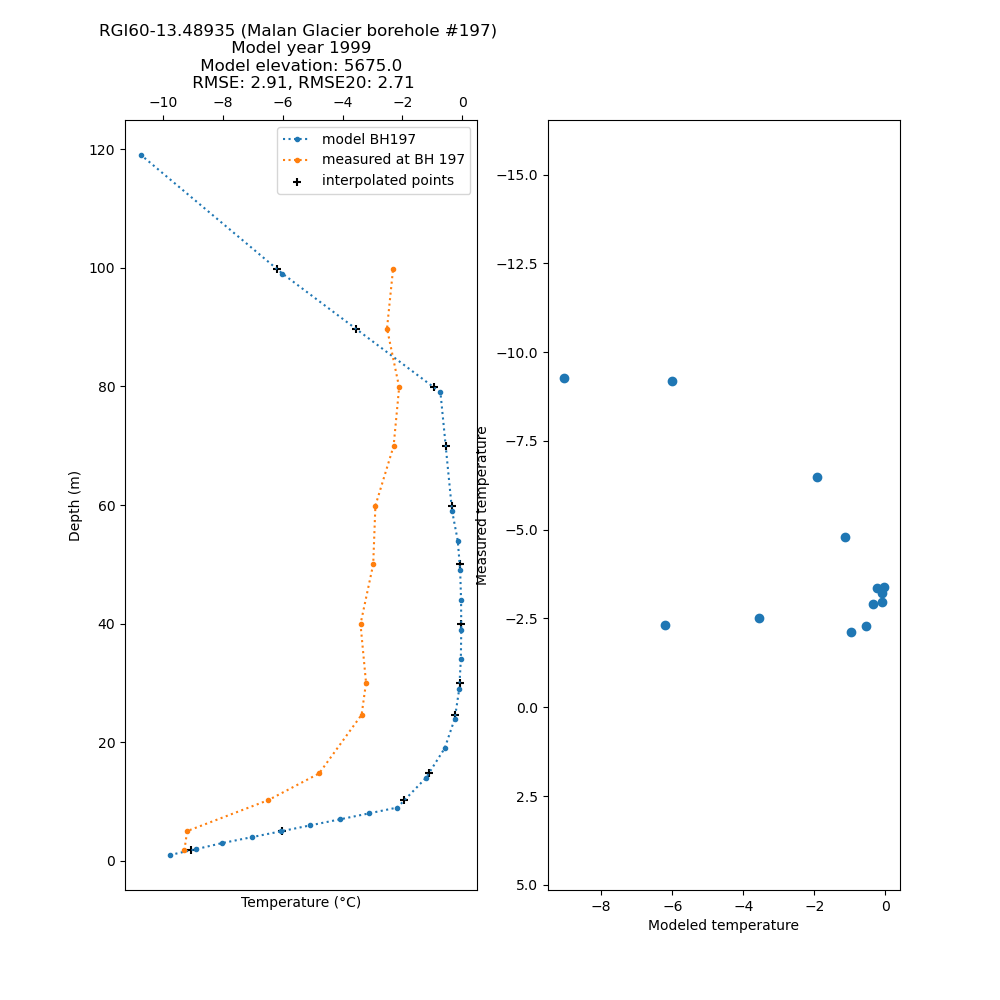 RGI60-13.48935 (Malan Glacier borehole #197)
Model year 1999
Model elevation: 5675.0
RMSE: 2.91, RMSE20: 2.71
−10 −8 −6 −4 −2 0
model BH197
measured at BH 197
interpolated points
120
100
80
60
40
20
0
Depth (m)
Temperature (°C)
−15.0
−12.5
−10.0
−7.5
−5.0
−2.5
0.0
2.5
5.0
Measured temperature
−8 −6 −4 −2 0
Modeled temperature